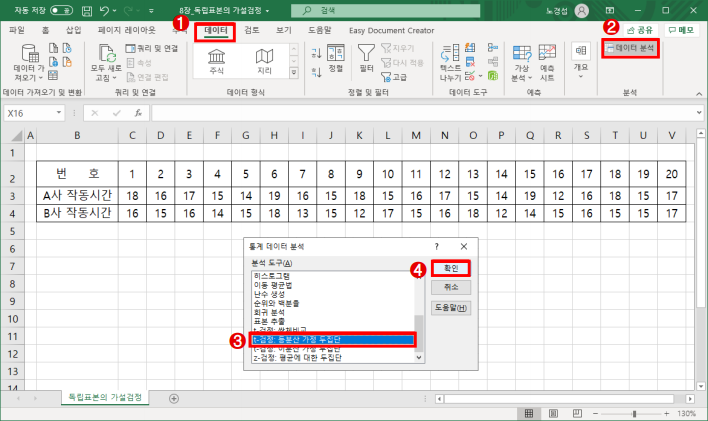 자동 저장 8장_독립표본의 가설검정 검색 노경섭
1
파일 홈 삽입 페이지 레이아웃 데이터 검토 보기 도움말 Easy Document Creator 공유 메모
2
데이터 가져오기 쿼리 및 연결 속성 연결 편집 모두 새로 고침 주식 지리 정렬 필터 지우기 다시 적용 고급 텍스트 나누기 가상 분석 예측 시트 개요 데이터 분석
데이터 가져오기 및 변환 쿼리 및 연결 데이터 형식 정렬 및 필터 데이터 도구 예측 분석
X16 fx
A B C D E F G H I J K L M N O P Q R S T U V
1
2 번 호 1 2 3 4 5 6 7 8 9 10 11 12 13 14 15 16 17 18 19 20
3 A사 작동시간 18 16 17 15 14 19 16 15 18 14 15 16 17 15 14 19 12 16 15 17
4 B사 작동시간 16 15 16 14 15 18 13 15 12 17 15 16 18 12 14 15 16 15 15 17
5
6
7
8
9
10
11
12
13
14
통계 데이터 분석 ? ×
분석 도구(A)
히스토그램
이동 평균법
난수 생성
순위와 백분율
회귀 분석
표본 추출
t-검정: 쌍체비교
t-검정: 등분산 가정 두집단
t-검정: 이분산 가정 두집단
z-검정: 평균에 대한 두집단
3
4
확인
취소
도움말(H)
독립표본의 가설검정
130%